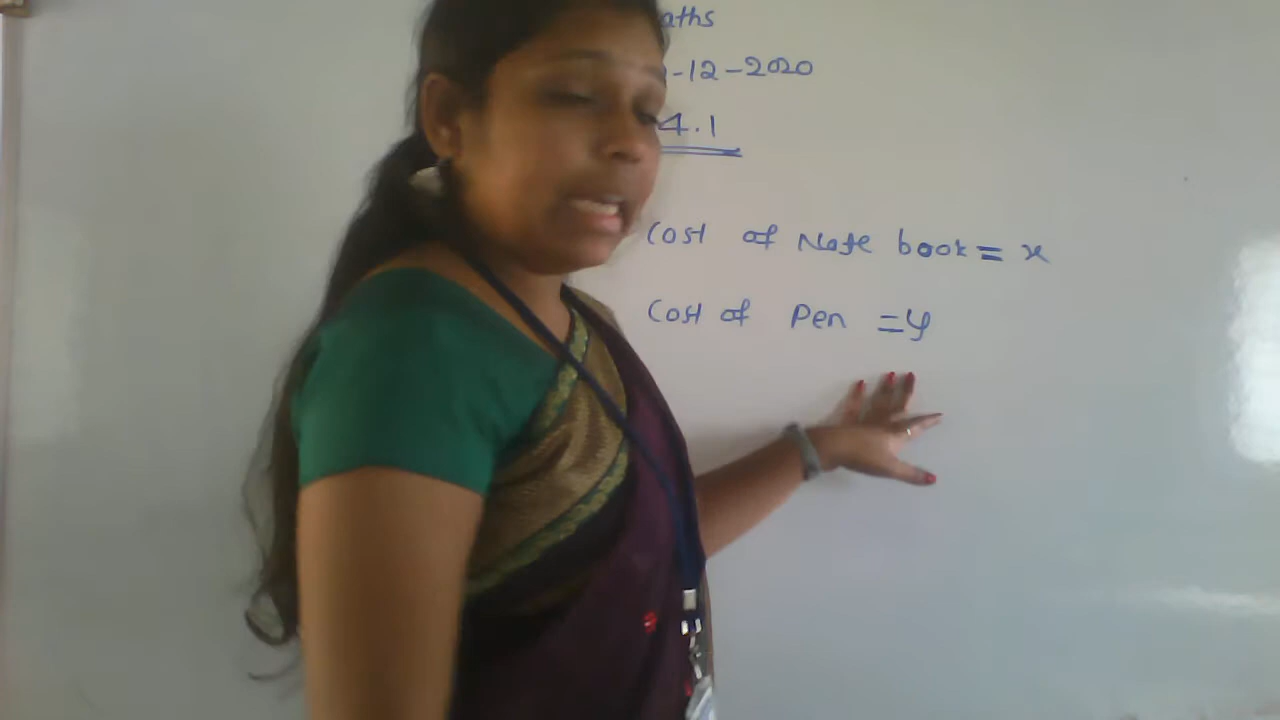 aths
-12-2020
4.1
Cost of Note book = x
Cost of Pen = y